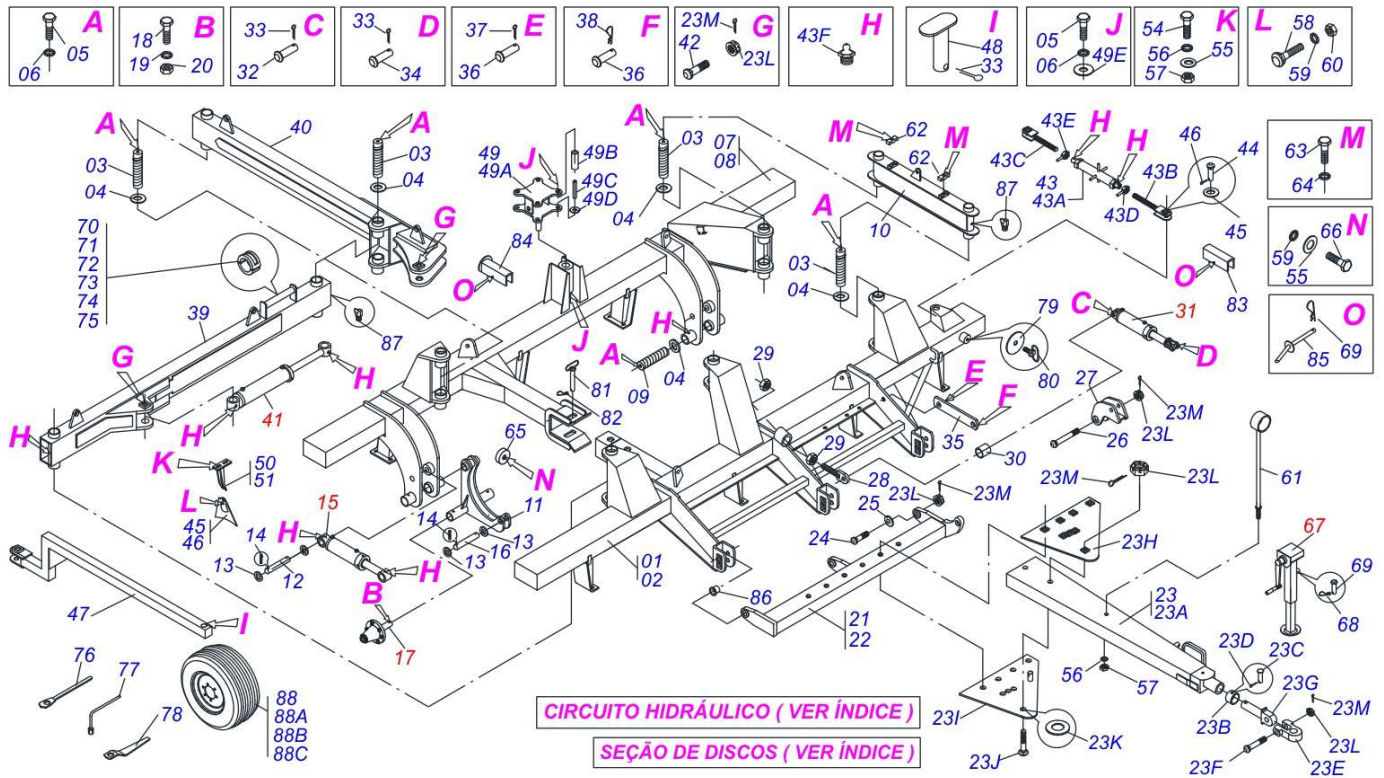 A
05
06
B
18
19
20
33
C
32
33
D
34
37
E
36
38
F
36
23M
G
42
23L
43F
H
I
48
33
J
05
06
49E
K
54
56
55
57
L
58
59
60
A
40
A
A
03
04
03
04
49
49A
J
49B
49C
49D
03
04
07
08
M
62
62
M
10
87
43E
H
H
43C
43
43A
43B
43D
46
44
45
M
63
64
N
59
66
55
O
85
69
70
71
72
73
74
75
G
84
O
A
03
04
O
83
39
87
J
H
A
09
04
29
79
80
C
31
D
G
H
41
H
H
81
82
E
F
35
27
23M
23L
26
K
50
51
L
45
46
65
N
29
28
30
23L
23M
25
24
23M
23L
61
15
H
14
13
12
H
14
11
13
16
13
B
17
01
02
86
21
22
23H
23
23A
67
69
68
47
I
76
77
78
88
88A
88B
88C
56
57
23D
23C
23G
23M
23B
23L
23I
23J
23K
23F
23E
CIRCUITO HIDRÁULICO ( VER ÍNDICE )
SEÇÃO DE DISCOS ( VER ÍNDICE )